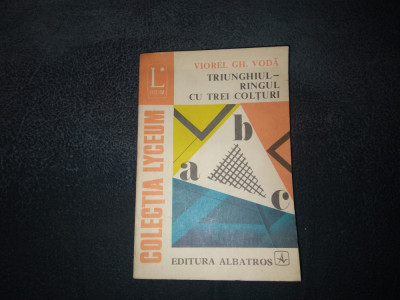 L
VIOREL GH. VODĂ
TRIUNGHIUL–
RINGUL
CU TREI COLȚURI
COLECȚIA LYCEUM
b
a
c
EDITURA ALBATROS